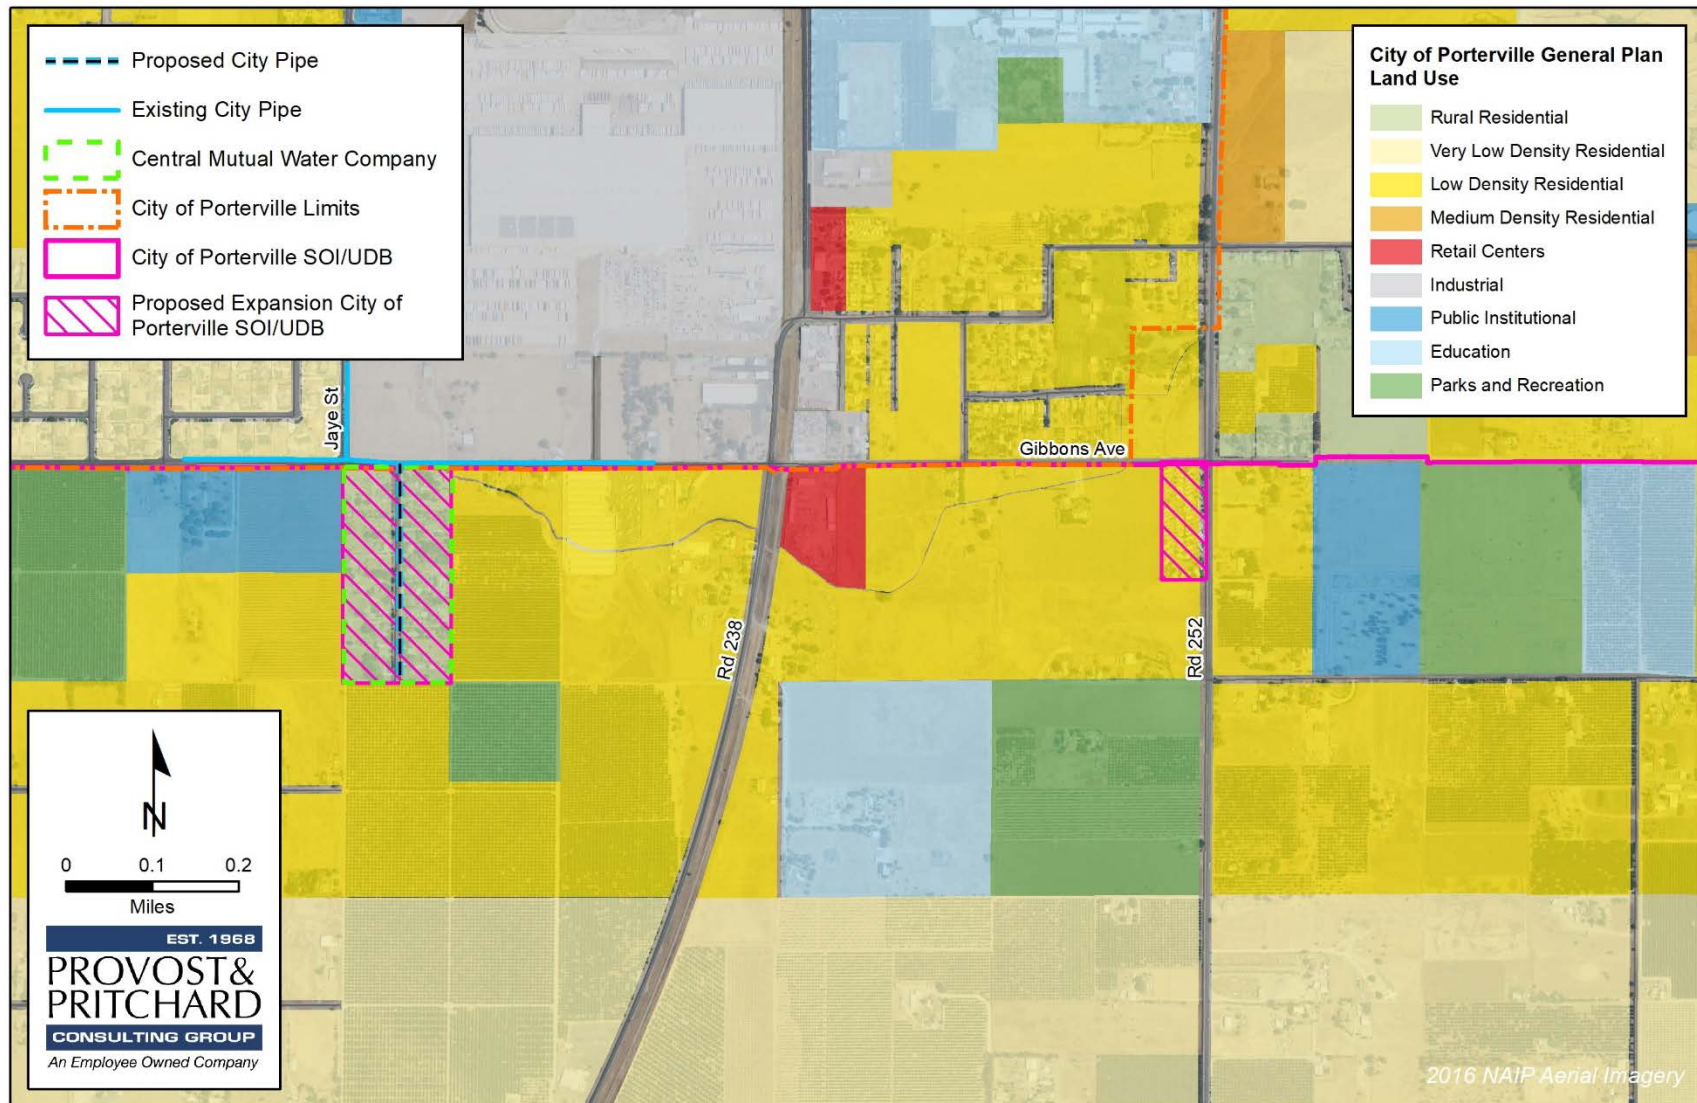 Proposed City Pipe
Existing City Pipe
Central Mutual Water Company
City of Porterville Limits
City of Porterville SOI/UDB
Proposed Expansion City of
Porterville SOI/UDB
City of Porterville General Plan
Land Use
Rural Residential
Very Low Density Residential
Low Density Residential
Medium Density Residential
Retail Centers
Industrial
Public Institutional
Education
Parks and Recreation
Jaye St
Gibbons Ave
Rd 238
Rd 252
N
0 0.1 0.2
Miles
EST. 1968
PROVOST&
PRITCHARD
CONSULTING GROUP
An Employee Owned Company
2016 NAIP Aerial Imagery